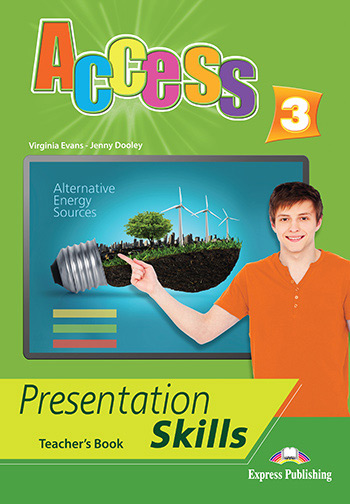 Access
3
Virginia Evans - Jenny Dooley
Alternative
Energy
Sources
Presentation
Skills
Teacher's Book
Express Publishing